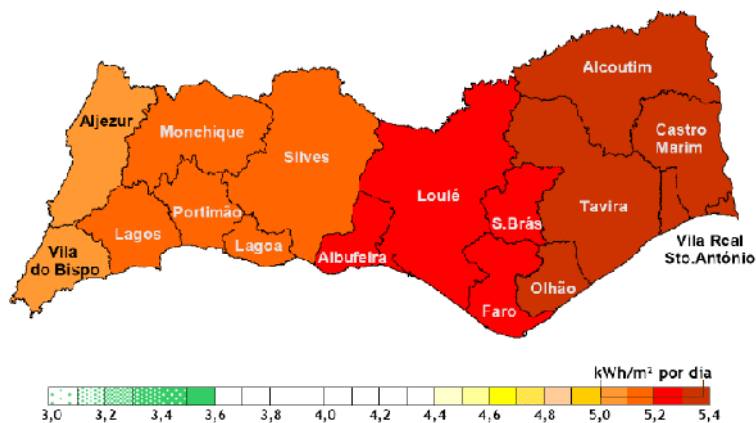 Alcoutim
Aljezur
Monchique
Castro
Marim
Silves
Loulé
Portimão
S.Brás
Tavira
Lagos
Lagoa
Vila
do Bispo
Albufeira
Vila Real
Sto.António
Olhão
Faro
kWh/m² por dia
3,0 3,2 3,4 3,6 3,8 4,0 4,2 4,4 4,6 4,8 5,0 5,2 5,4